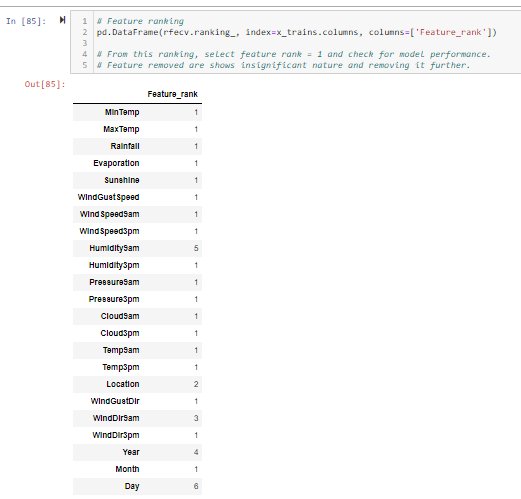 In [85]:
1 # Feature ranking
2 pd.DataFrame(rfecv.ranking_, index=x_trains.columns, columns=['Feature_rank'])
3
4 # From this ranking, select feature rank = 1 and check for model performance.
5 # Feature removed are shows insignificant nature and removing it further.
Out[85]:
Feature_rank
MinTemp 1
MaxTemp 1
Rainfall 1
Evaporation 1
Sunshine 1
WindGustSpeed 1
WindSpeed9am 1
WindSpeed3pm 1
Humidity9am 5
Humidity3pm 1
Pressure9am 1
Pressure3pm 1
Cloud9am 1
Cloud3pm 1
Temp9am 1
Temp3pm 1
Location 2
WindGustDir 1
WindDir9am 3
WindDir3pm 1
Year 4
Month 1
Day 6